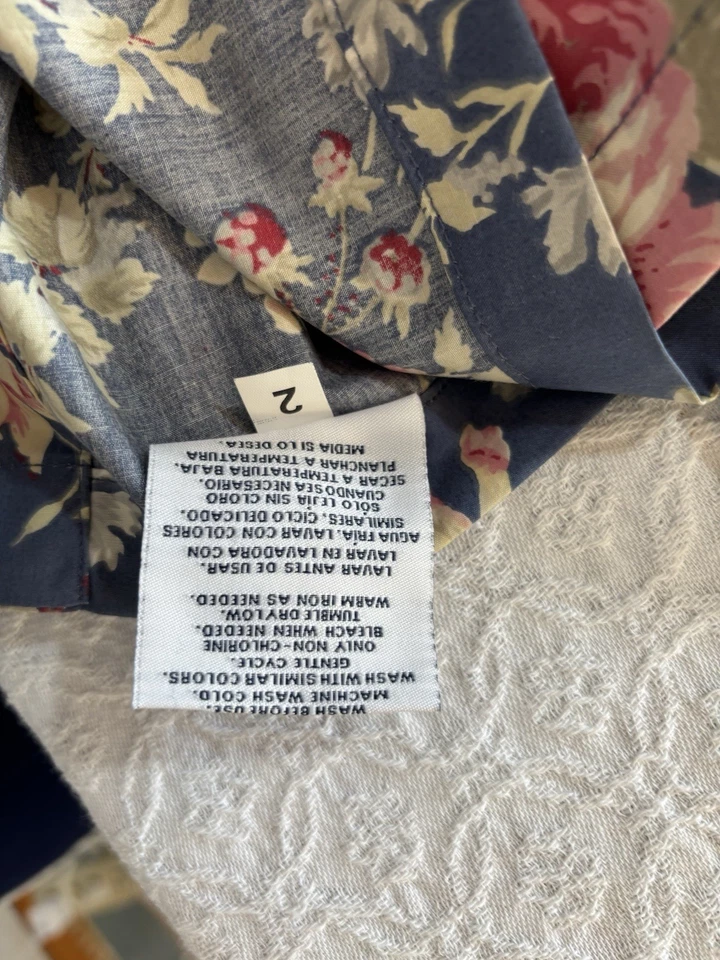 WASH BEFORE USE.
MACHINE WASH COLD.
WASH WITH SIMILAR COLORS.
GENTLE CYCLE.
ONLY NON-CHLORINE
BLEACH WHEN NEEDED.
TUMBLE DRY LOW.
WARM IRON AS NEEDED.
LAVAR ANTES DE USAR.
LAVAR EN LAVADORA CON
AGUA FRÍA. LAVAR CON COLORES
SIMILARES. CICLO DELICADO.
SÓLO LEJIA SIN CLORO
CUANDO SEA NECESARIO.
SECAR A TEMPERATURA BAJA.
PLANCHAR A TEMPERATURA
MEDIA SI LO DESEA.
2